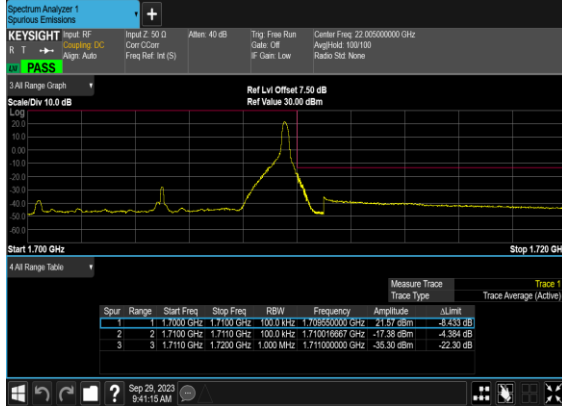 Spectrum Analyzer 1
Spurious Emissions
+
KEYSIGHT Input: RF Input Z: 50 Ω Atten: 40 dB Trig: Free Run Center Freq: 22.005000000 GHz
R T Coupling: DC Corr CCorr Gate: Off Avg|Hold: 100/100
Align: Auto Freq Ref: Int (S) IF Gain: Low Radio Std: None
PASS
3 All Range Graph
Ref Lvl Offset 7.50 dB
Scale/Div 10.0 dB Ref Value 30.00 dBm
Log
20.0
10.0
0.00
-10.0
-20.0
-30.0
-40.0
-50.0
-60.0
Start 1.700 GHz Stop 1.720 GH
4 All Range Table
Measure Trace Trace 1
Trace Type Trace Average (Active)
Spur Range Start Freq Stop Freq RBW Frequency Amplitude ΔLimit
1 1 1.7000 GHz 1.7100 GHz 100.0 kHz 1.709550000 GHz 21.57 dBm -8.433 dB
2 2 1.7100 GHz 1.7110 GHz 100.0 kHz 1.710016667 GHz -17.38 dBm -4.384 dB
3 3 1.7110 GHz 1.7200 GHz 1.000 MHz 1.711000000 GHz -35.30 dBm -22.30 dB
?
Sep 29, 2023
9:41:15 AM